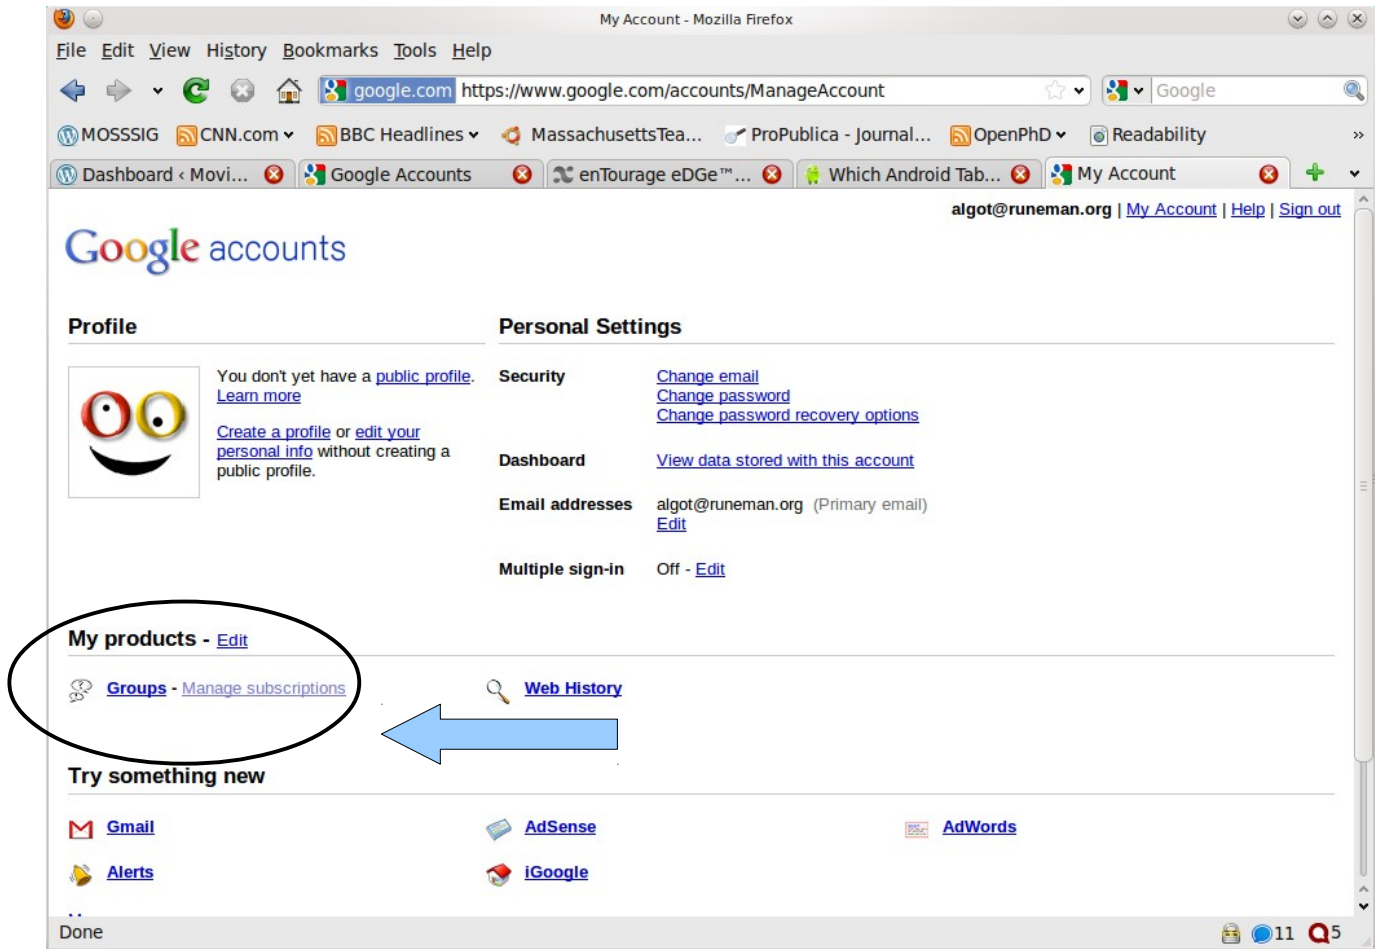 My Account - Mozilla Firefox
File Edit View History Bookmarks Tools Help
google.com https://www.google.com/accounts/ManageAccount Google
MOSSSIG CNN.com BBC Headlines MassachusettsTea... ProPublica - Journal... OpenPhD Readability »
Dashboard ‹ Movi... Google Accounts enTourage eDGe™... Which Android Tab... My Account
algot@runeman.org | My Account | Help | Sign out
Google accounts
Profile
Personal Settings
You don't yet have a public profile.
Learn more
Create a profile or edit your
personal info without creating a
public profile.
Security
Change email
Change password
Change password recovery options
Dashboard
View data stored with this account
Email addresses
algot@runeman.org (Primary email)
Edit
Multiple sign-in
Off - Edit
My products - Edit
Groups - Manage subscriptions
Web History
Try something new
Gmail
AdSense
AdWords
Alerts
iGoogle
Done
11
5